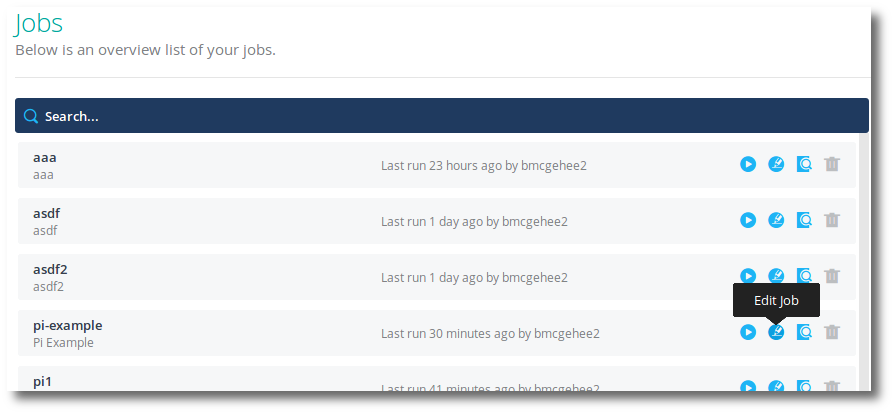 Jobs
Below is an overview list of your jobs.
Search...
aaa
aaa
Last run 23 hours ago by bmcgehee2
asdf
asdf
Last run 1 day ago by bmcgehee2
asdf2
asdf2
Last run 1 day ago by bmcgehee2
Edit Job
pi-example
Pi Example
Last run 30 minutes ago by bmcgehee2
pi1
Last run 41 minutes ago by bmcgehee2